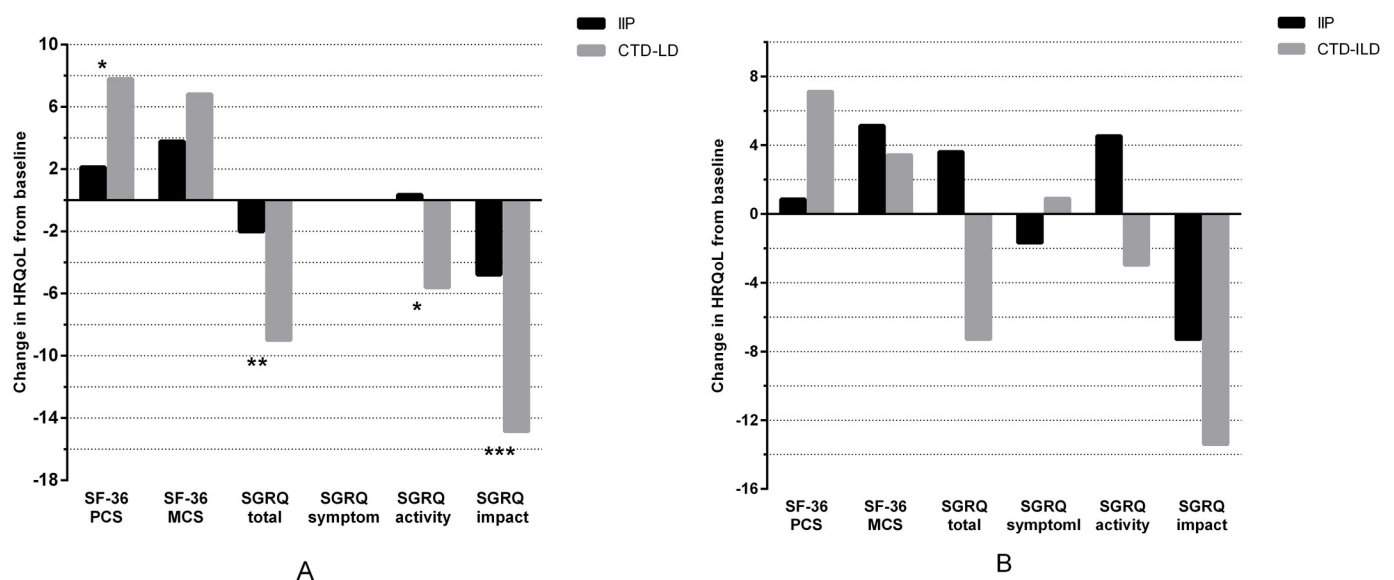 IIP
CTD-LD
Change in HRQoL from baseline
10
6
2
-2
-6
-10
-14
-18
*
**
*
***
SF-36 SF-36 SGRQ SGRQ SGRQ SGRQ
PCS MCS total symptom activity impact
A
IIP
CTD-ILD
Change in HRQoL from baseline
8
4
0
-4
-8
-12
-16
SF-36 SF-36 SGRQ SGRQ SGRQ SGRQ
PCS MCS total symptoml activity impact
B